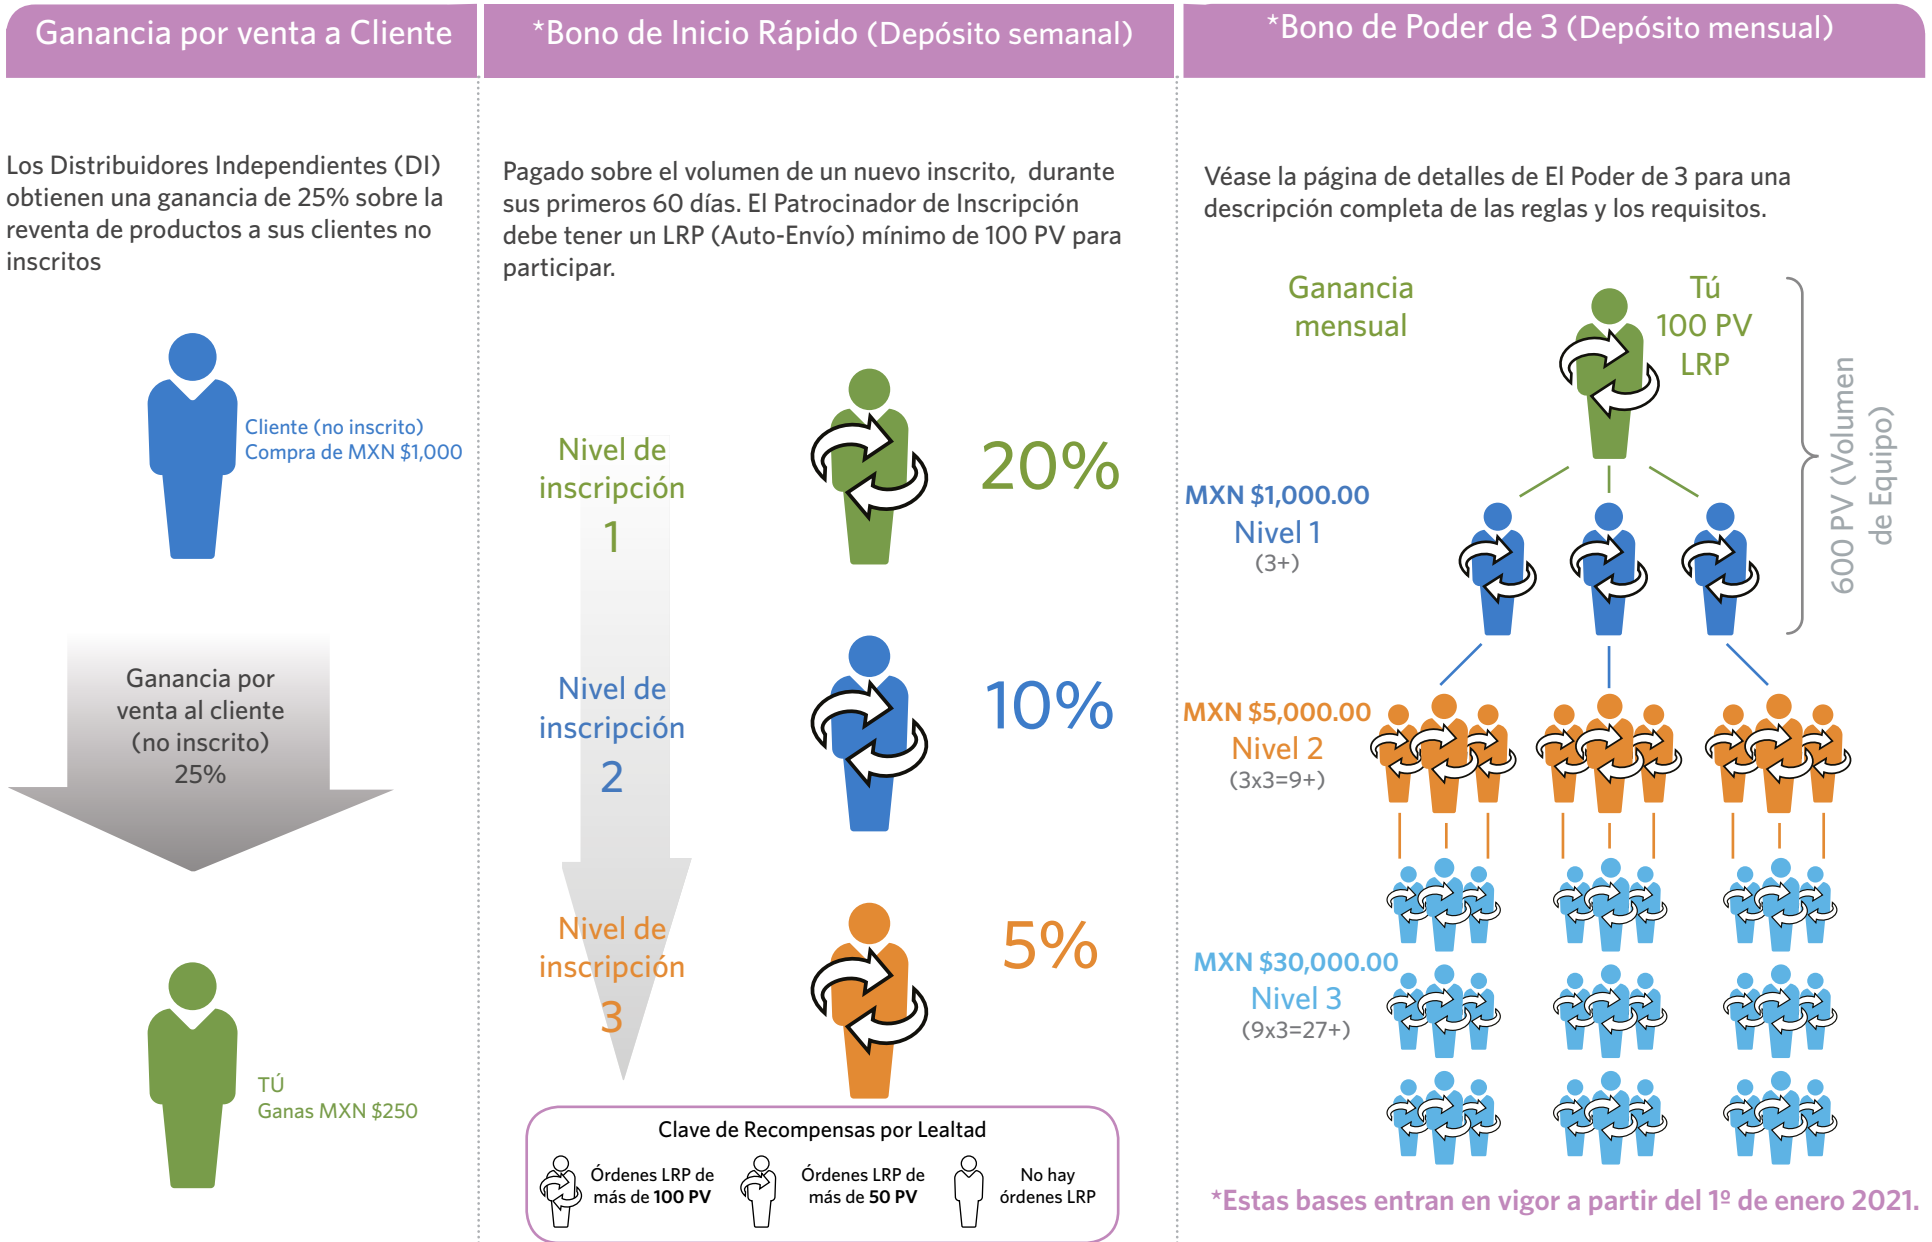 Ganancia por venta a Cliente
*Bono de Inicio Rápido (Depósito semanal)
*Bono de Poder de 3 (Depósito mensual)
Los Distribuidores Independientes (DI)
obtienen una ganancia de 25% sobre la
reventa de productos a sus clientes no
inscritos
Cliente (no inscrito)
Compra de MXN $1,000
Ganancia por
venta al cliente
(no inscrito)
25%
TÚ
Ganas MXN $250
Pagado sobre el volumen de un nuevo inscrito, durante
sus primeros 60 días. El Patrocinador de Inscripción
debe tener un LRP (Auto-Envío) mínimo de 100 PV para
participar.
Nivel de
inscripción
1
20%
Nivel de
inscripción
2
10%
Nivel de
inscripción
3
5%
Clave de Recompensas por Lealtad
Órdenes LRP de
más de 100 PV
Órdenes LRP de
más de 50 PV
No hay
órdenes LRP
Véase la página de detalles de El Poder de 3 para una
descripción completa de las reglas y los requisitos.
Ganancia
mensual
Tú
100 PV
LRP
600 PV (Volumen
de Equipo)
MXN $1,000.00
Nivel 1
(3+)
MXN $5,000.00
Nivel 2
(3x3=9+)
MXN $30,000.00
Nivel 3
(9x3=27+)
*Estas bases entran en vigor a partir del 1º de enero 2021.